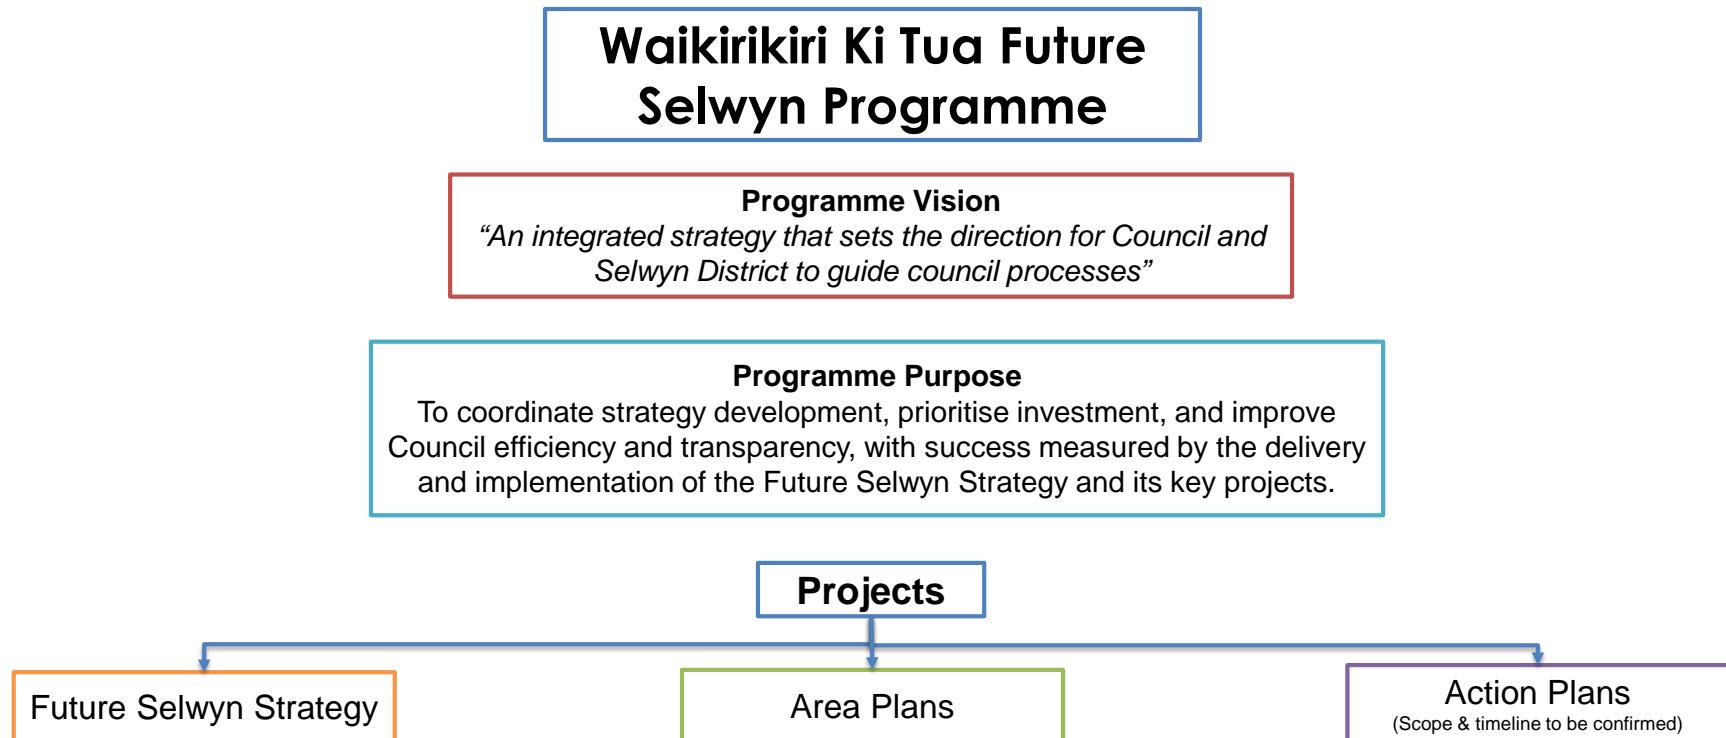 Waikirikiri Ki Tua Future
Selwyn Programme
Programme Vision
“An integrated strategy that sets the direction for Council and
Selwyn District to guide council processes”
Programme Purpose
To coordinate strategy development, prioritise investment, and improve
Council efficiency and transparency, with success measured by the delivery
and implementation of the Future Selwyn Strategy and its key projects.
Projects
Future Selwyn Strategy
Area Plans
Action Plans
(Scope & timeline to be confirmed)